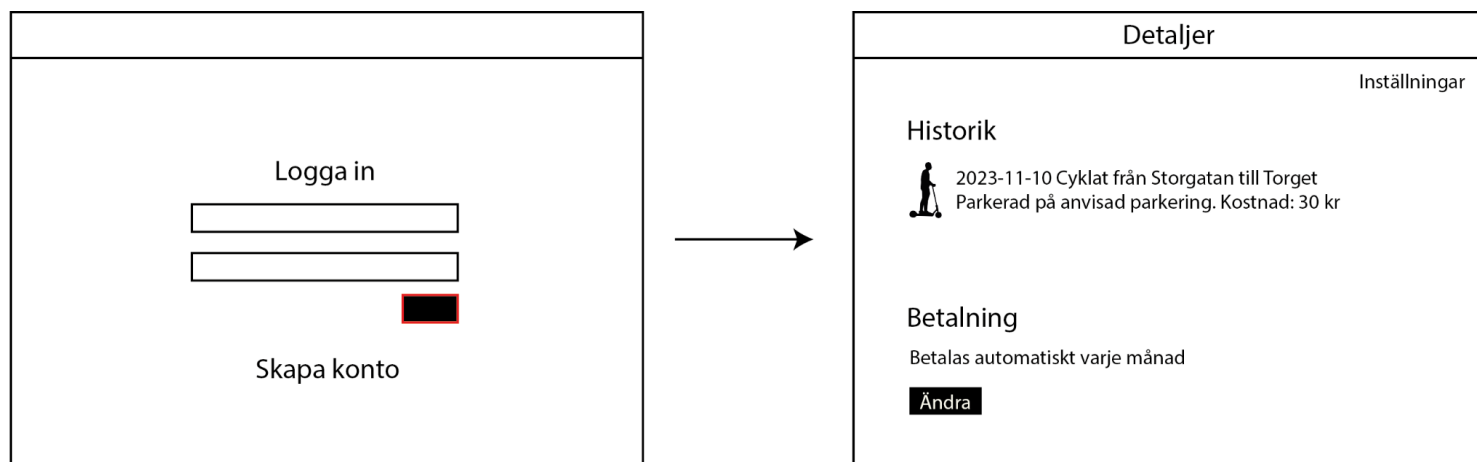 Logga in
Skapa konto
Detaljer
Inställningar
Historik
2023-11-10 Cyklat från Storgatan till Torget
Parkerad på anvisad parkering. Kostnad: 30 kr
Betalning
Betalas automatiskt varje månad
Ändra